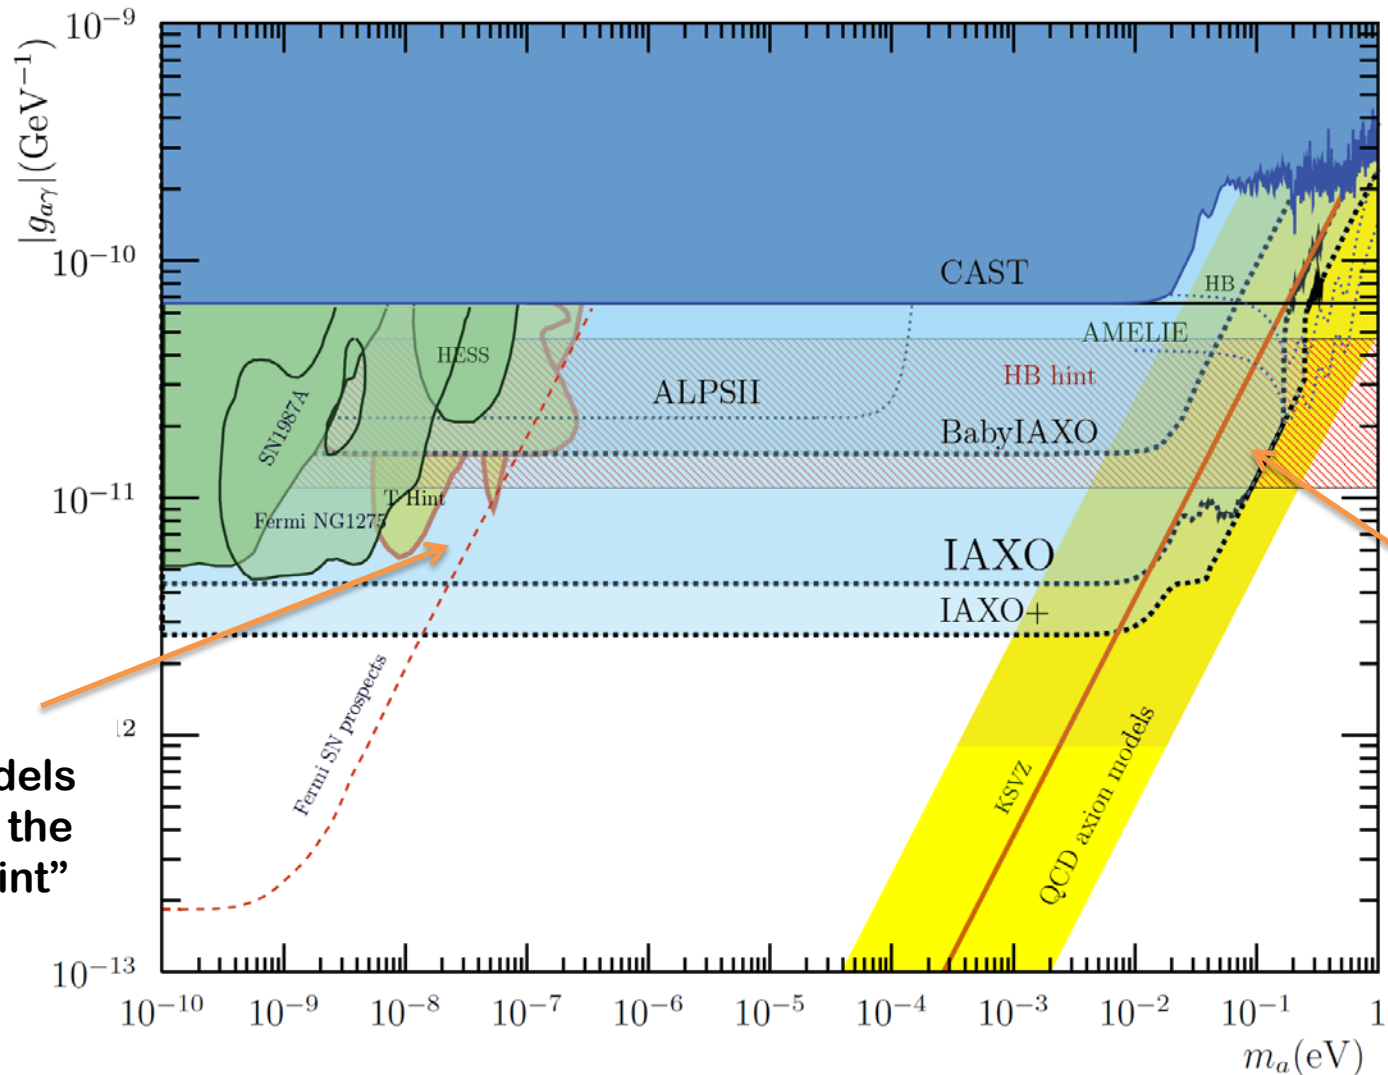 10⁻⁹
|g_{aγ}|(GeV⁻¹)
10⁻¹⁰
CAST
HB
AMELIE
HESS
HB hint
ALPSII
SN1987A
BabyIAXO
T Hint
10⁻¹¹
Fermi NG1275
IAXO
IAXO+
12
Fermi SN prospects
dels
the
int”
KSVZ
QCD axion models
10⁻¹³
10⁻¹⁰ 10⁻⁹ 10⁻⁸ 10⁻⁷ 10⁻⁶ 10⁻⁵ 10⁻⁴ 10⁻³ 10⁻² 10⁻¹ 1
m_a(eV)